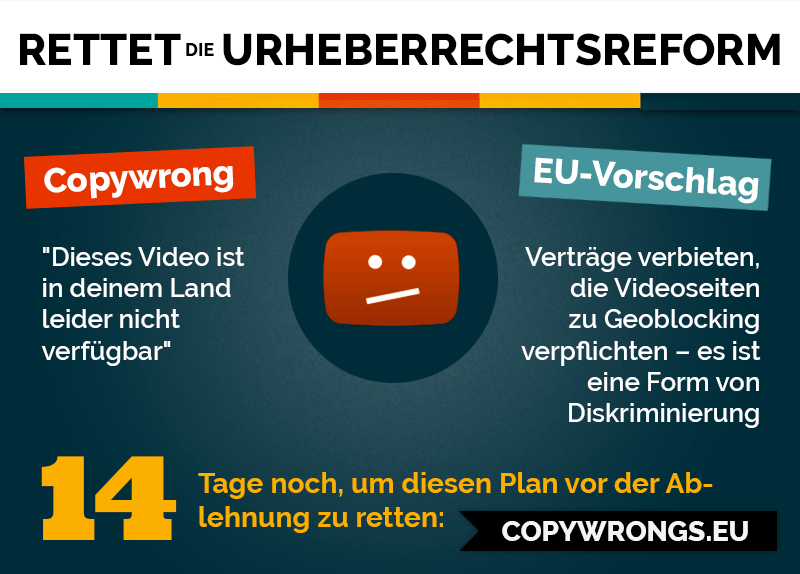 RETTET DIE URHEBERRECHTSREFORM
Copywrong
"Dieses Video ist
in deinem Land
leider nicht
verfügbar"
EU-Vorschlag
Verträge verbieten,
die Videoseiten
zu Geoblocking
verpflichten – es ist
eine Form von
Diskriminierung
14
Tage noch, um diesen Plan vor der Ab-
lehnung zu retten:
COPYWRONGS.EU